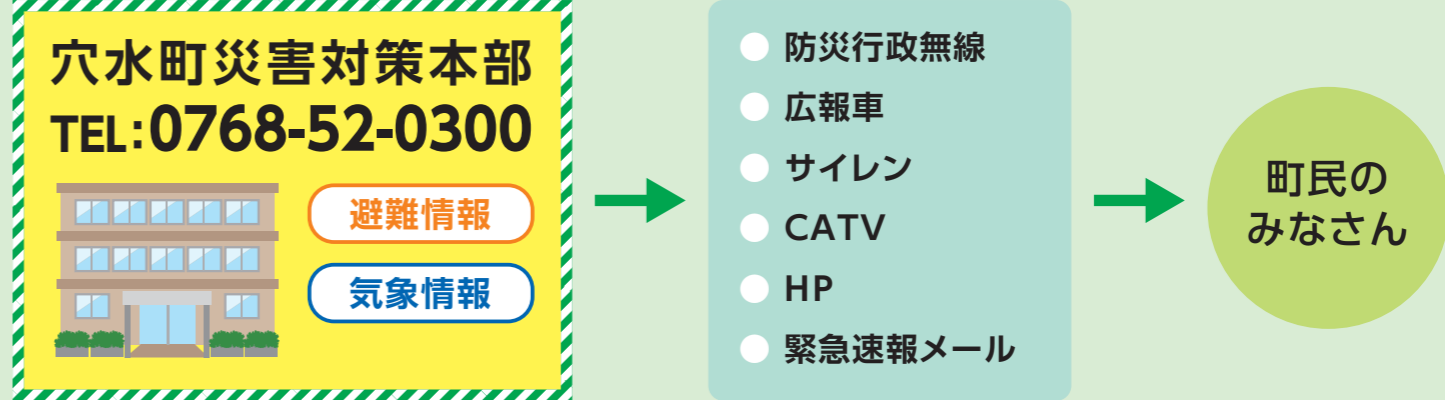 穴水町災害対策本部
TEL:0768-52-0300
避難情報
気象情報
防災行政無線
広報車
サイレン
CATV
HP
緊急速報メール
町民の
みなさん